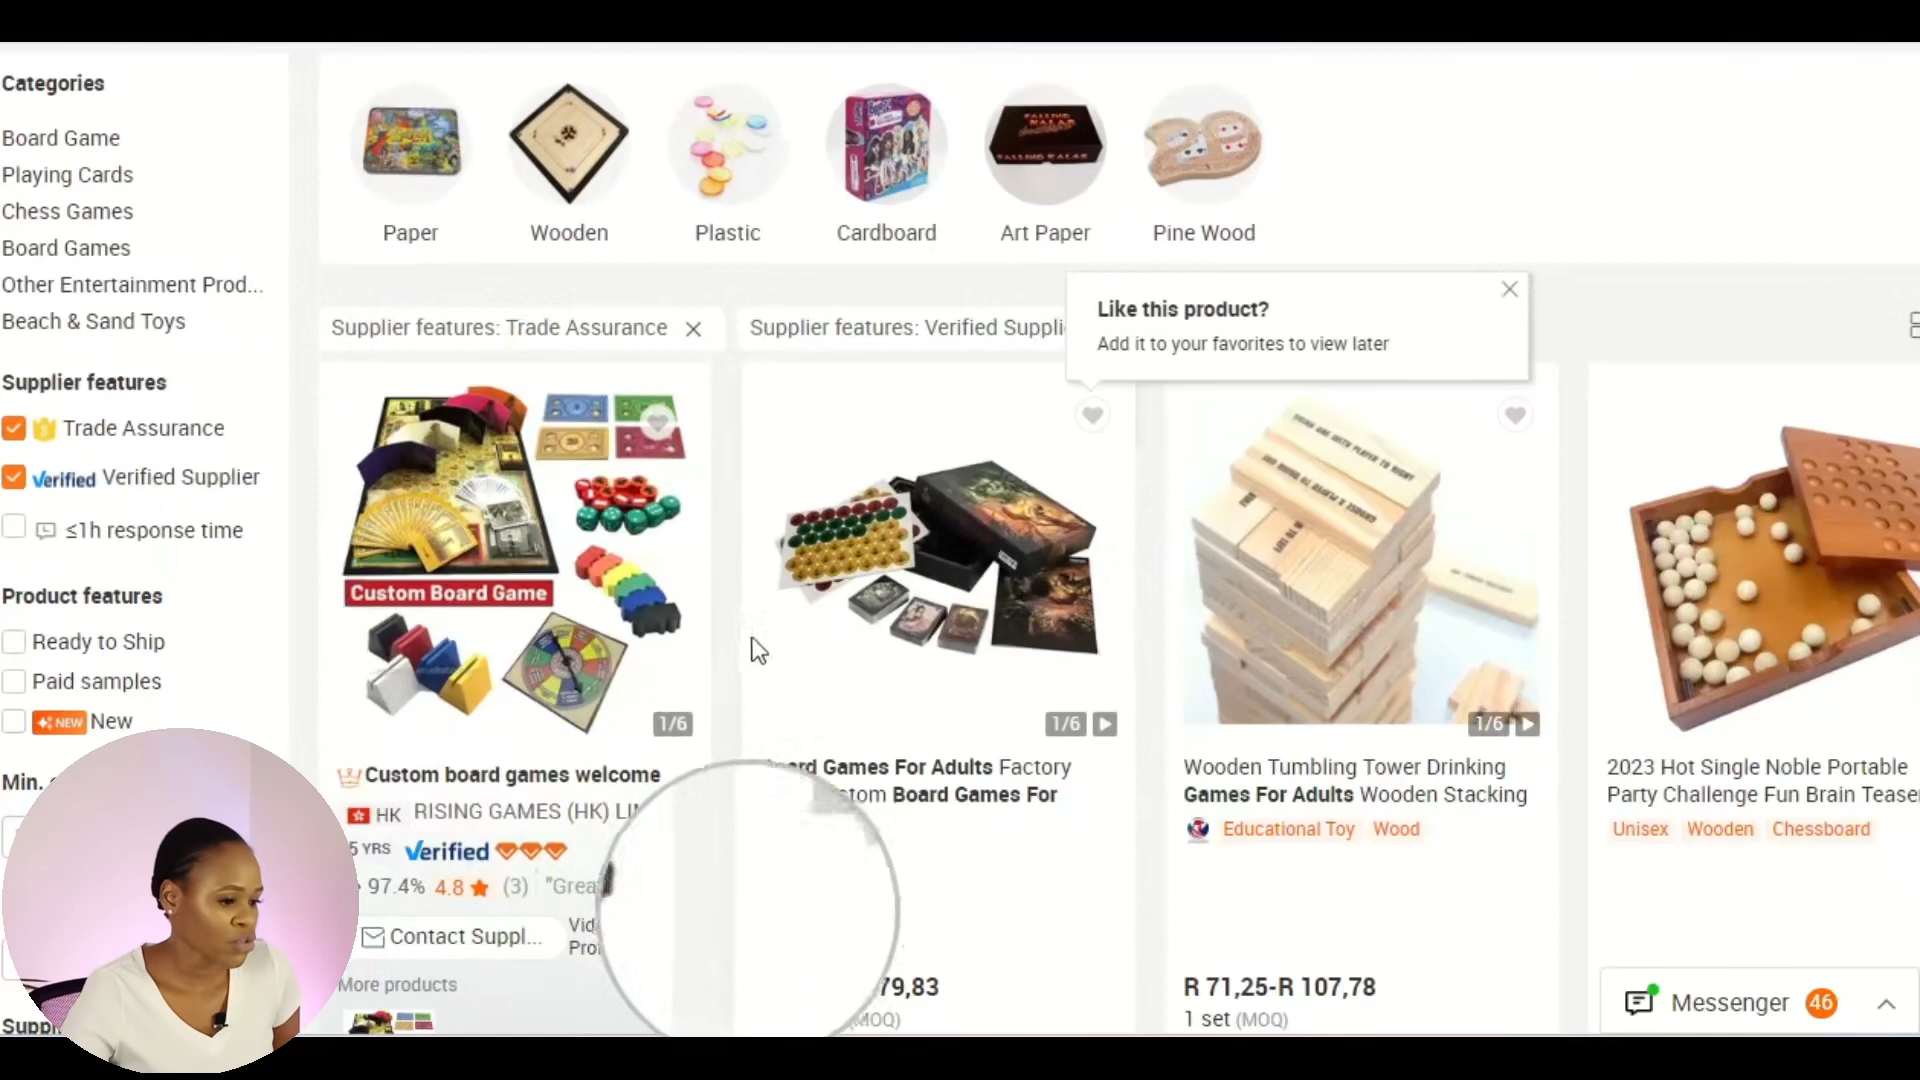 Categories
Board Game
Playing Cards
Chess Games
Board Games
Other Entertainment Prod...
Beach & Sand Toys
Supplier features
Trade Assurance
Verified Verified Supplier
≤1h response time
Product features
Ready to Ship
Paid samples
NEW New
Min.
Paper
Wooden
Plastic
Cardboard
Art Paper
Pine Wood
Supplier features: Trade Assurance
Supplier features: Verified Suppli
Like this product?
Add it to your favorites to view later
Custom Board Game
1/6
Custom board games welcome
HK RISING GAMES (HK)
5 YRS Verified
97.4% 4.8 (3) "Grea
Contact Suppl...
More products
1/6
Games For Adults Factory
Board Games For
79,83
(MOQ)
1/6
Wooden Tumbling Tower Drinking
Games For Adults Wooden Stacking
Educational Toy Wood
R 71,25-R 107,78
1 set (MOQ)
2023 Hot Single Noble Portable
Party Challenge Fun Brain Teaser
Unisex Wooden Chessboard
Messenger 46